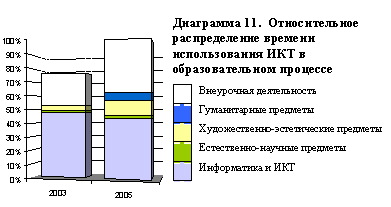 Диаграмма 11. Относительное
распределение времени
использования ИКТ в
образовательном процессе
100%
90%
80%
70%
60%
50%
40%
30%
20%
10%
0%
2003
2005
Внеурочная деятельность
Гуманитарные предметы
Художественно-эстетические предметы
Естественно-научные предметы
Информатика и ИКТ